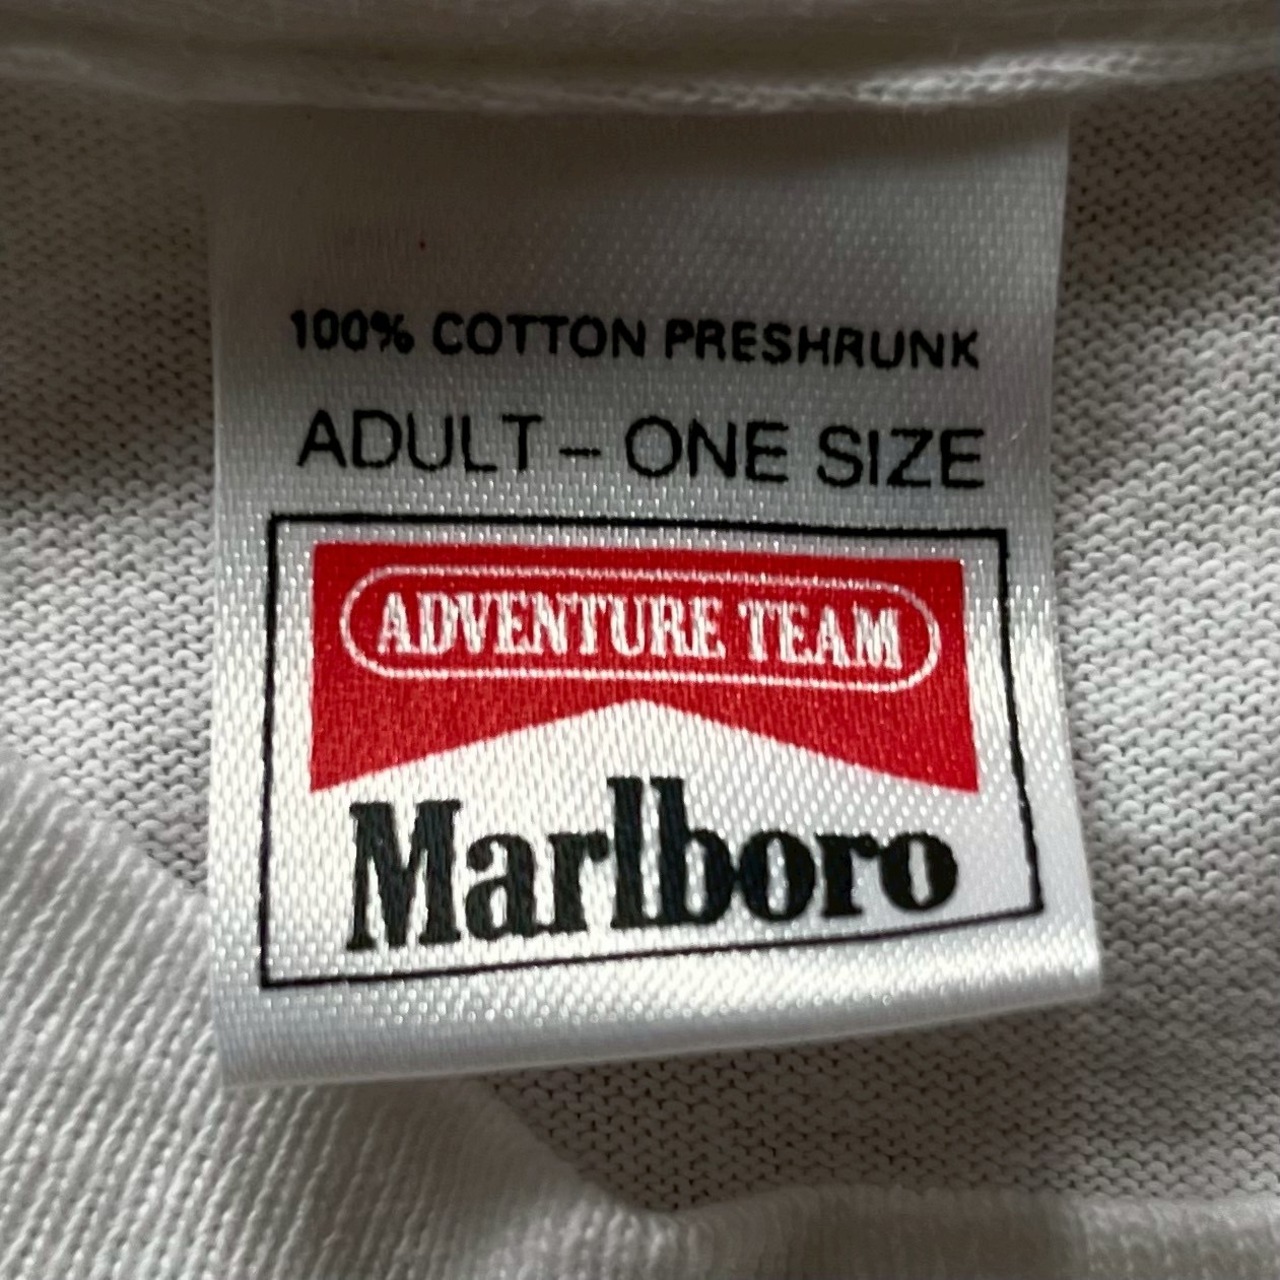 100% COTTON PRESHRUNK
ADULT – ONE SIZE
ADVENTURE TEAM
Marlboro